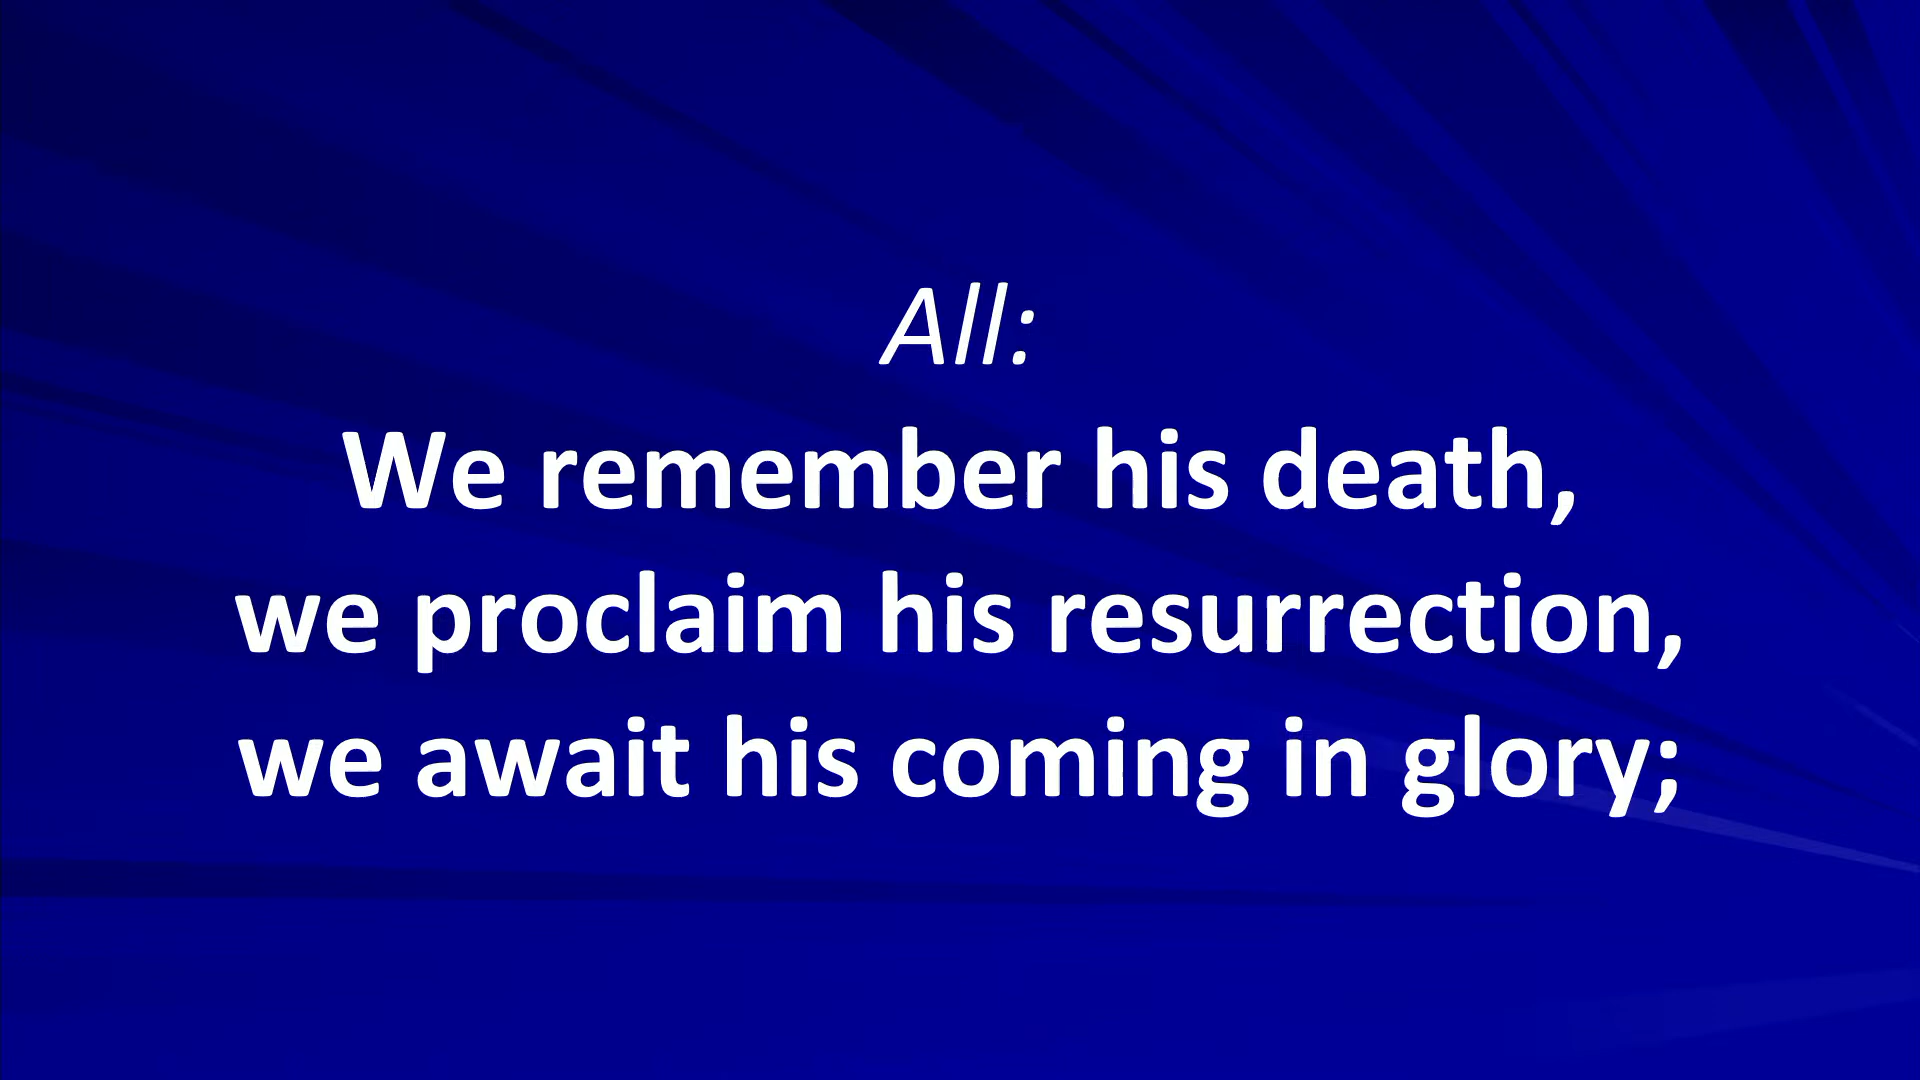 All:
We remember his death,
we proclaim his resurrection,
we await his coming in glory;